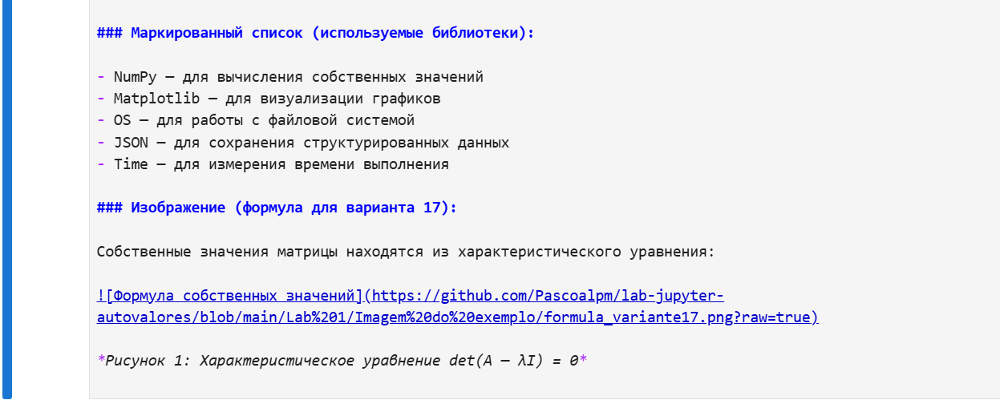 ### Маркированный список (используемые библиотеки):
- NumPy — для вычисления собственных значений
- Matplotlib — для визуализации графиков
- OS — для работы с файловой системой
- JSON — для сохранения структурированных данных
- Time — для измерения времени выполнения
### Изображение (формула для варианта 17):
Собственные значения матрицы находятся из характеристического уравнения:
![Формула собственных значений](https://github.com/Pascoalpm/lab-jupyter-
autovalores/blob/main/Lab%201/Imagem%20do%20exemplo/formula_variante17.png?raw=true)
*Рисунок 1: Характеристическое уравнение det(A — λI) = 0*